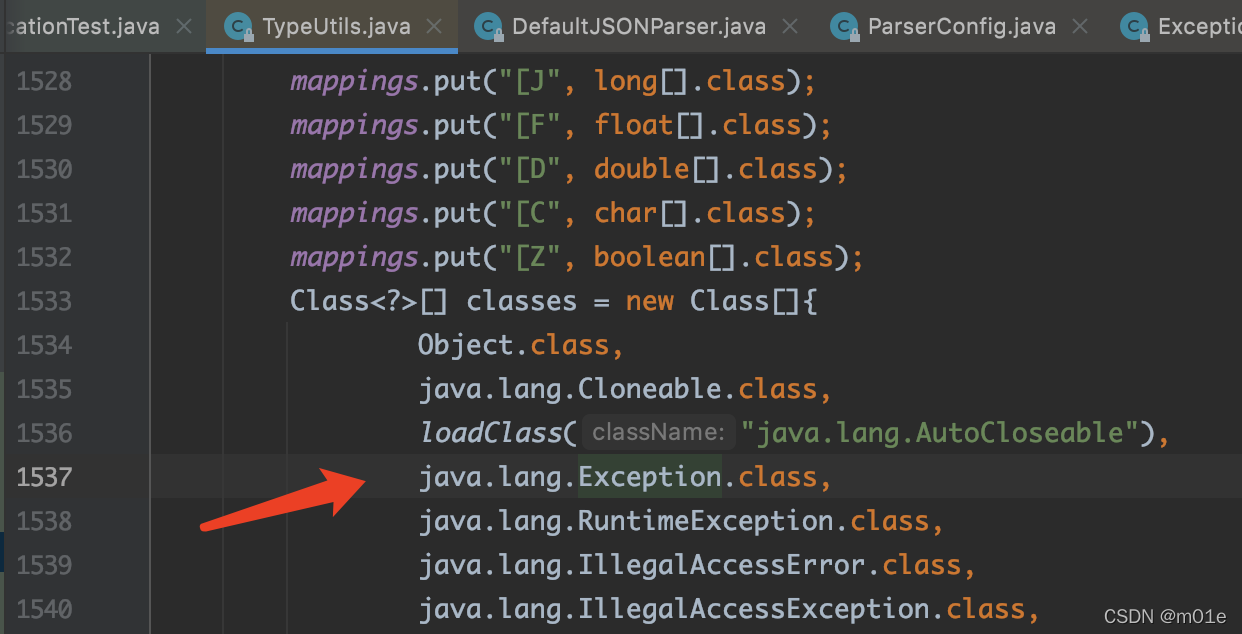 cationTest.java × TypeUtils.java × DefaultJSONParser.java × ParserConfig.java × Excepti
1528 mappings.put("[J", long[].class);
1529 mappings.put("[F", float[].class);
1530 mappings.put("[D", double[].class);
1531 mappings.put("[C", char[].class);
1532 mappings.put("[Z", boolean[].class);
1533 Class<?>[] classes = new Class[]{
1534 Object.class,
1535 java.lang.Cloneable.class,
1536 loadClass( className: "java.lang.AutoCloseable"),
1537 java.lang.Exception.class,
1538 java.lang.RuntimeException.class,
1539 java.lang.IllegalAccessError.class,
1540 java.lang.IllegalAccessException.class,
CSDN @m01e